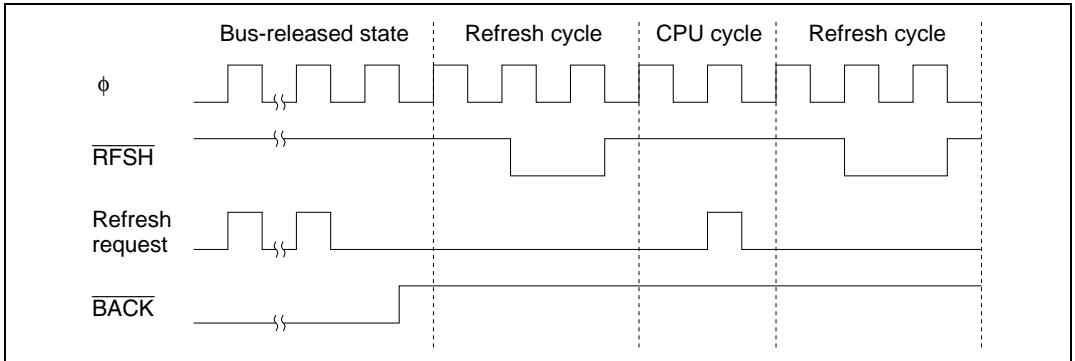 Bus-released state Refresh cycle CPU cycle Refresh cycle
φ
RFSH
Refresh
request
BACK